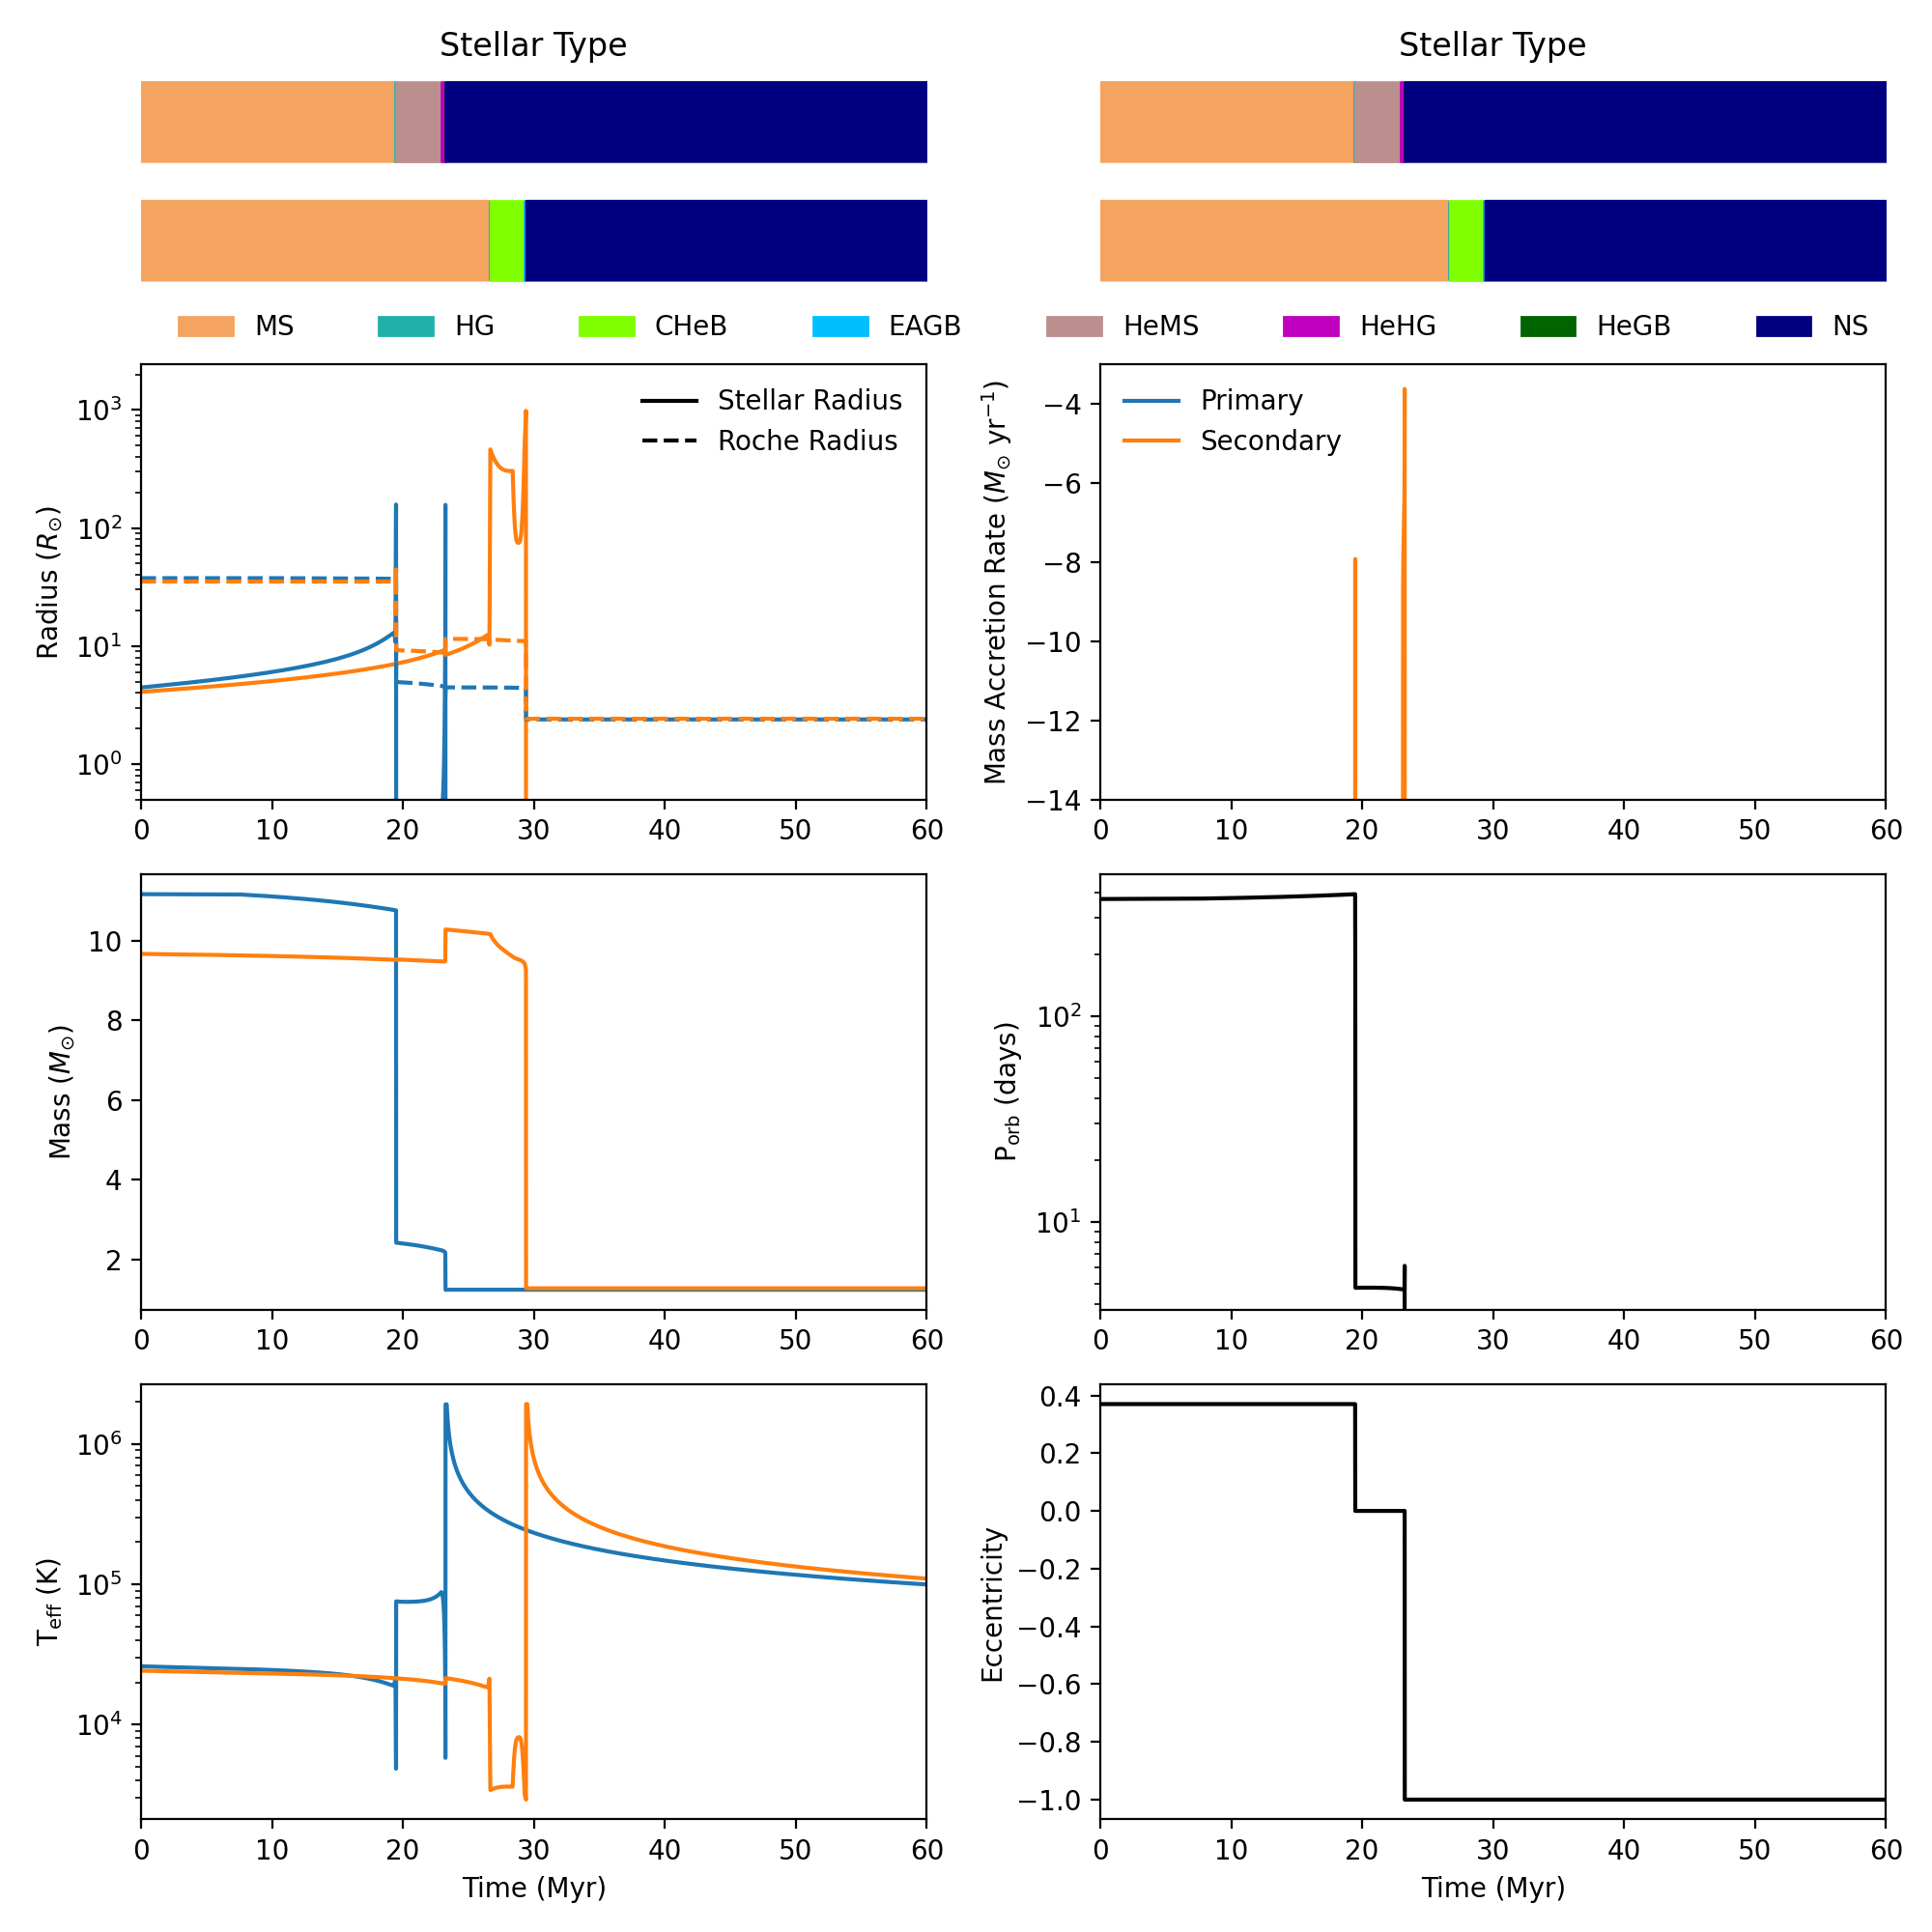 Stellar Type
Stellar Type
MS HG CHeB EAGB HeMS HeHG HeGB NS
Radius (R☉)
10³
10²
10¹
10⁰
Stellar Radius
Roche Radius
0 10 20 30 40 50 60
Mass Accretion Rate (M☉ yr⁻¹)
−4
−6
−8
−10
−12
−14
Primary
Secondary
0 10 20 30 40 50 60
Mass (M☉)
10
8
6
4
2
0 10 20 30 40 50 60
P_orb (days)
10²
10¹
0 10 20 30 40 50 60
T_eff (K)
10⁶
10⁵
10⁴
0 10 20 30 40 50 60
Time (Myr)
Eccentricity
0.4
0.2
0.0
−0.2
−0.4
−0.6
−0.8
−1.0
0 10 20 30 40 50 60
Time (Myr)